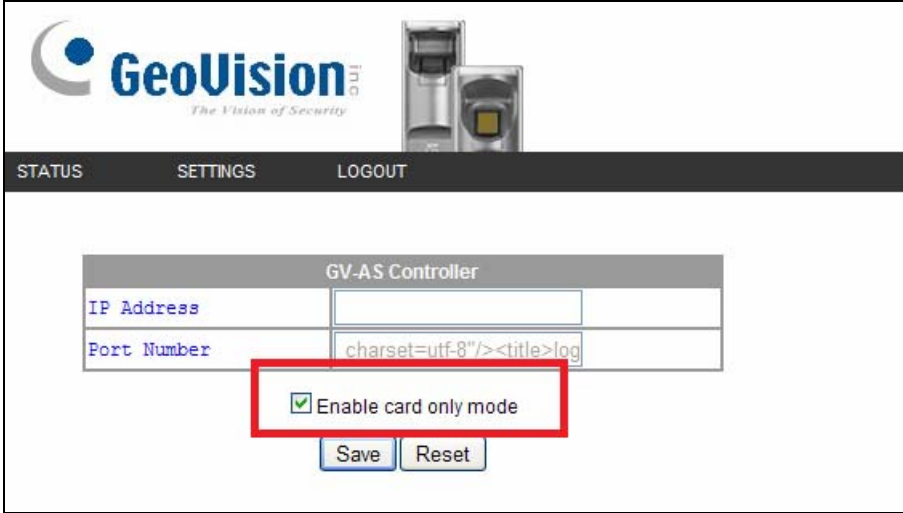 GeoVision inc
The Vision of Security
STATUS SETTINGS LOGOUT
GV-AS Controller
IP Address
Port Number charset=utf-8"/><title>log
Enable card only mode
Save Reset